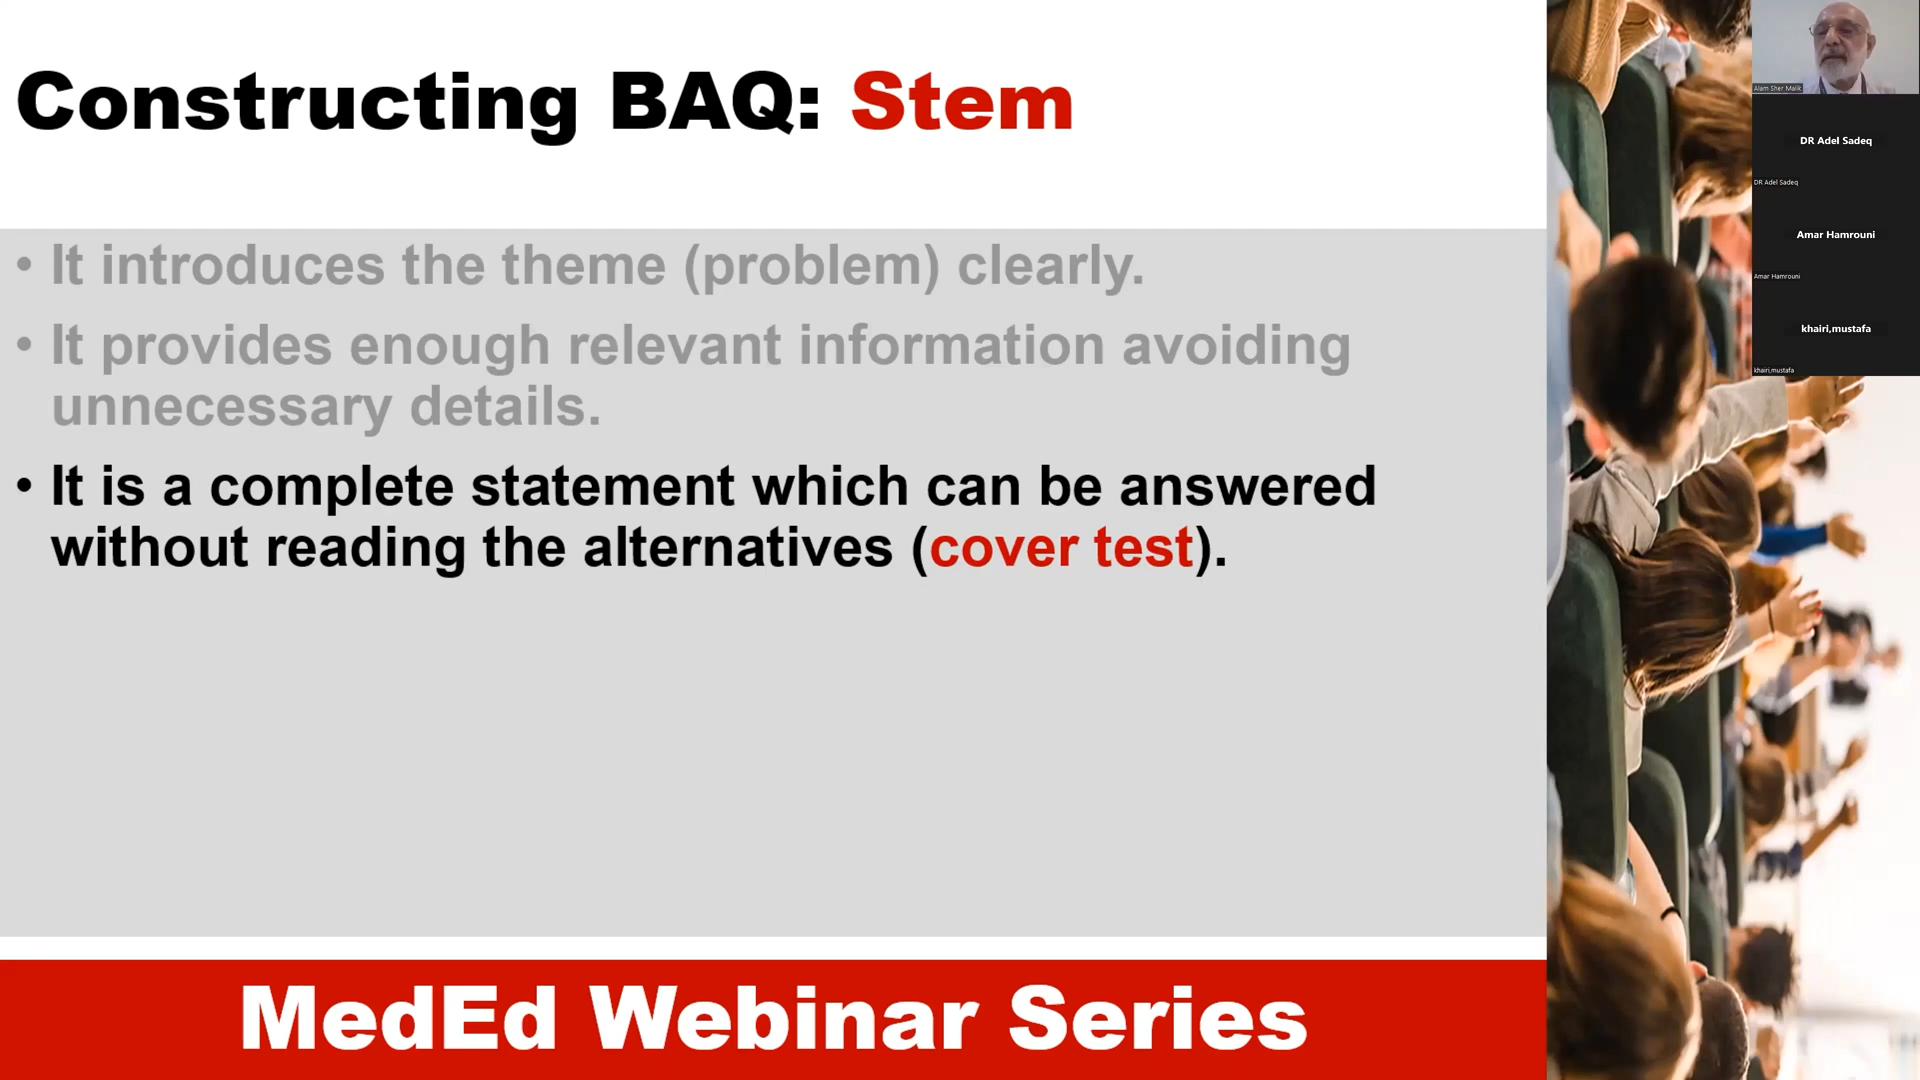 Constructing BAQ: Stem
• It introduces the theme (problem) clearly.
• It provides enough relevant information avoiding
unnecessary details.
• It is a complete statement which can be answered
without reading the alternatives (cover test).
MedEd Webinar Series
Alam Sher Malik
DR Adel Sadeq
DR Adel Sadeq
Amar Hamrouni
Amar Hamrouni
khairi,mustafa
khairi,mustafa